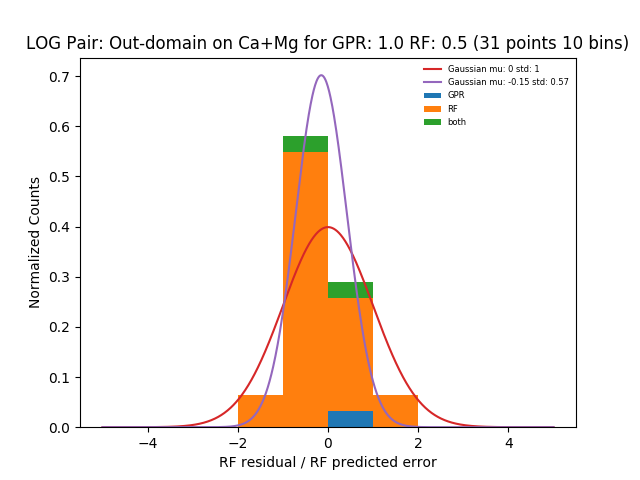 LOG Pair: Out-domain on Ca+Mg for GPR: 1.0 RF: 0.5 (31 points 10 bins)
Gaussian mu: 0 std: 1
Gaussian mu: -0.15 std: 0.57
GPR
RF
both
Normalized Counts
0.7
0.6
0.5
0.4
0.3
0.2
0.1
0.0
−4 −2 0 2 4
RF residual / RF predicted error